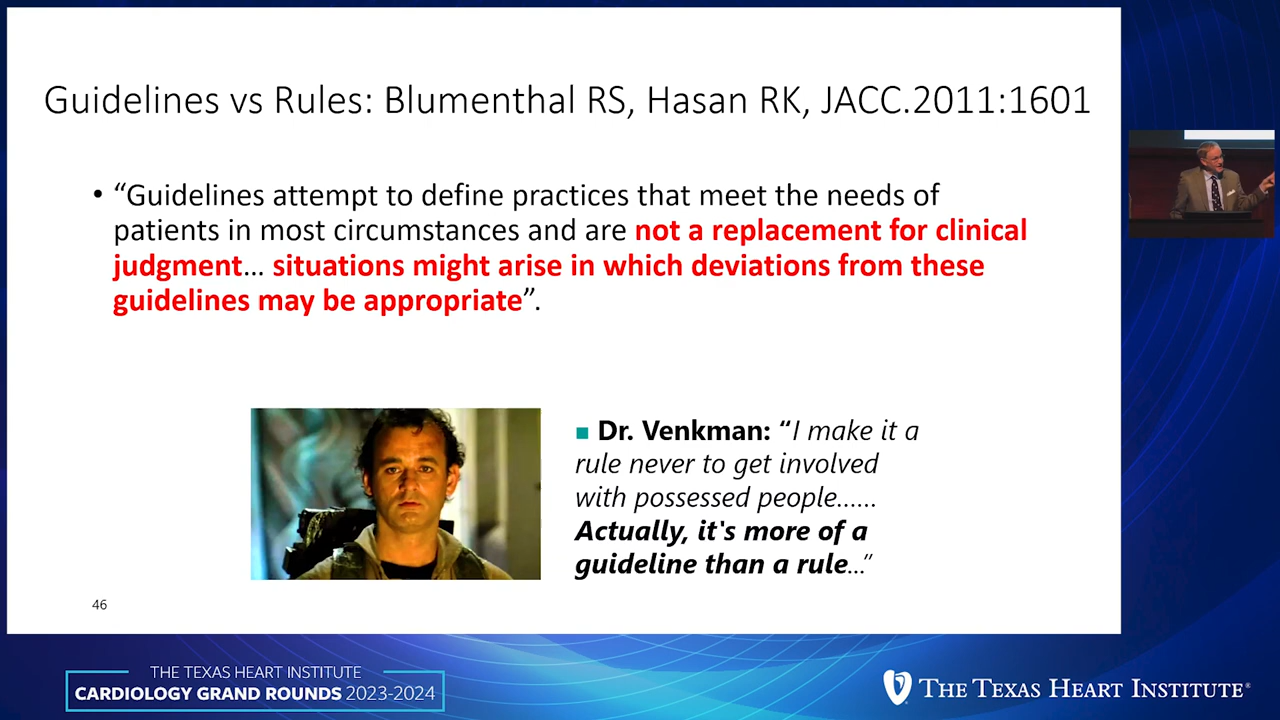 Guidelines vs Rules: Blumenthal RS, Hasan RK, JACC.2011:1601
• “Guidelines attempt to define practices that meet the needs of
patients in most circumstances and are not a replacement for clinical
judgment… situations might arise in which deviations from these
guidelines may be appropriate”.
■ Dr. Venkman: “I make it a
rule never to get involved
with possessed people......
Actually, it's more of a
guideline than a rule…”
46
THE TEXAS HEART INSTITUTE
CARDIOLOGY GRAND ROUNDS 2023-2024
THE TEXAS HEART INSTITUTE®